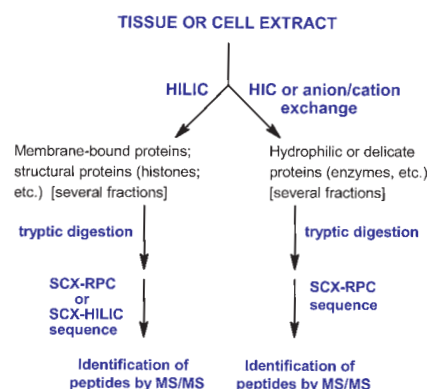 TISSUE OR CELL EXTRACT
HILIC
HIC or anion/cation
exchange
Membrane-bound proteins;
structural proteins (histones;
etc.) [several fractions]
Hydrophilic or delicate
proteins (enzymes, etc.)
[several fractions]
tryptic digestion
tryptic digestion
SCX-RPC
or
SCX-HILIC
sequence
SCX-RPC
sequence
Identification of
peptides by MS/MS
Identification of
peptides by MS/MS